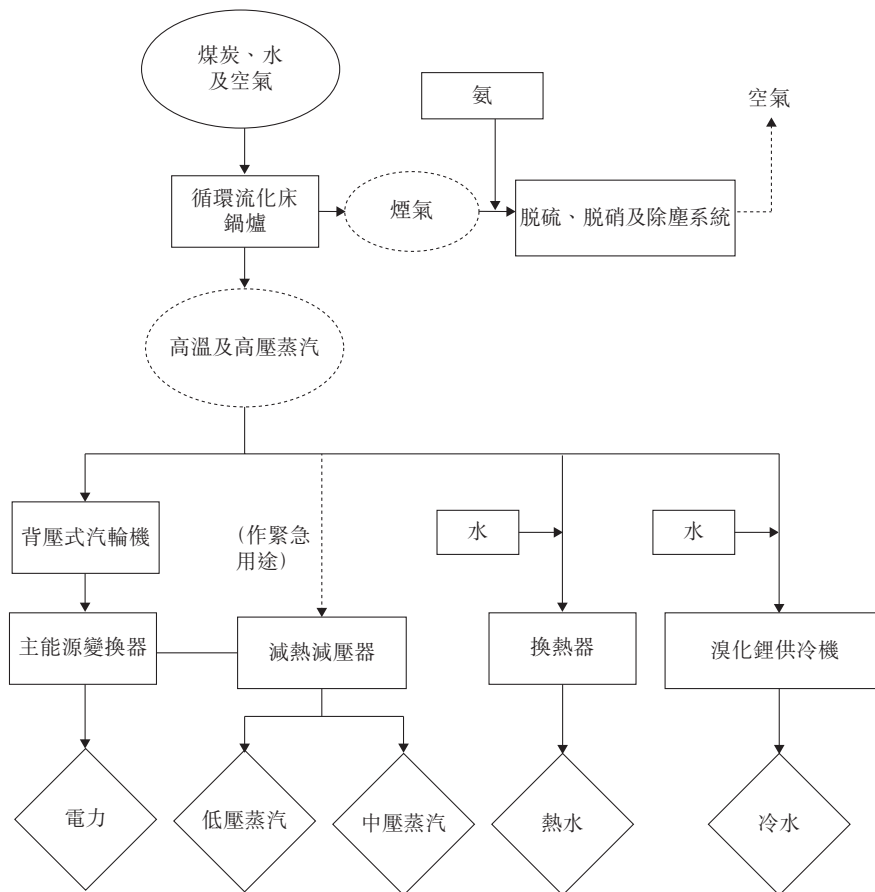 煤炭、水
及空氣
氨
空氣
循環流化床
鍋爐
煙氣
脱硫、脱硝及除塵系統
高溫及高壓蒸汽
背壓式汽輪機
(作緊急
用途)
水
水
主能源變換器
減熱減壓器
換熱器
溴化鋰供冷機
電力
低壓蒸汽
中壓蒸汽
熱水
冷水